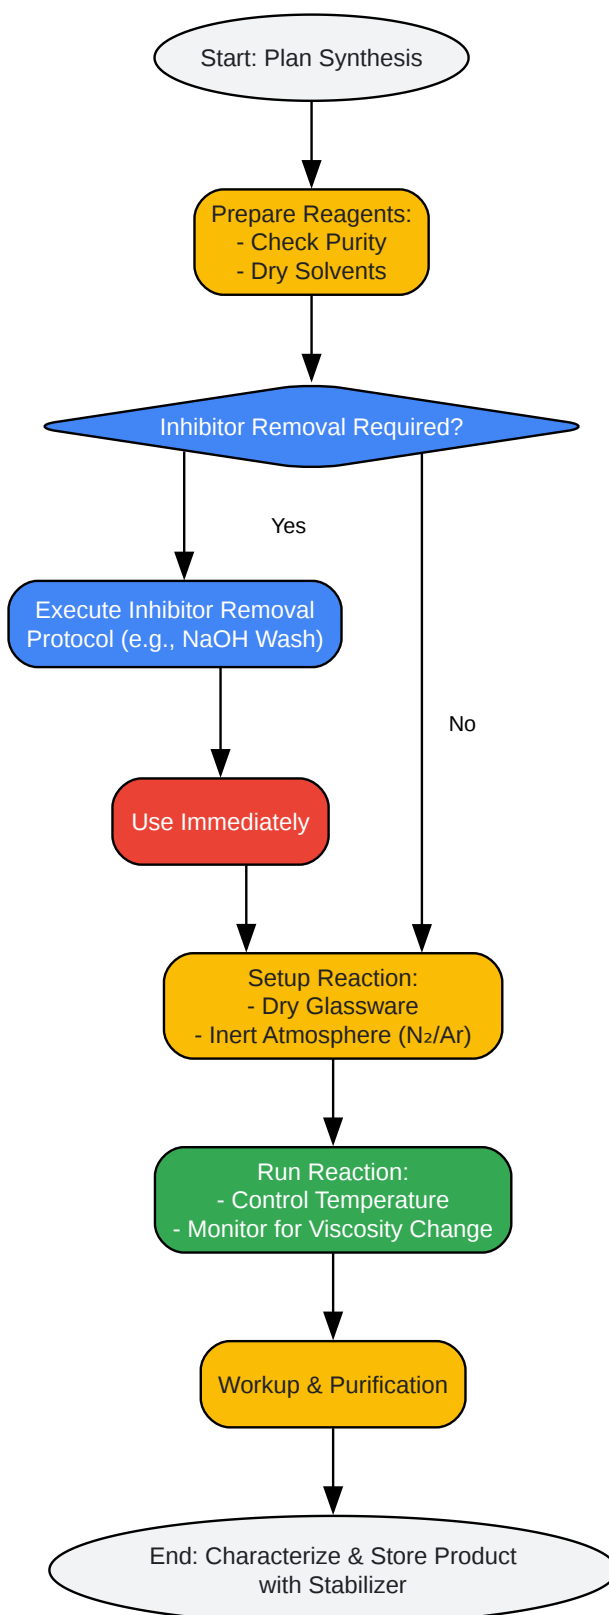 Start: Plan Synthesis
Prepare Reagents:
- Check Purity
- Dry Solvents
Inhibitor Removal Required?
Yes
Execute Inhibitor Removal
Protocol (e.g., NaOH Wash)
No
Use Immediately
Setup Reaction:
- Dry Glassware
- Inert Atmosphere (N₂/Ar)
Run Reaction:
- Control Temperature
- Monitor for Viscosity Change
Workup & Purification
End: Characterize & Store Product
with Stabilizer